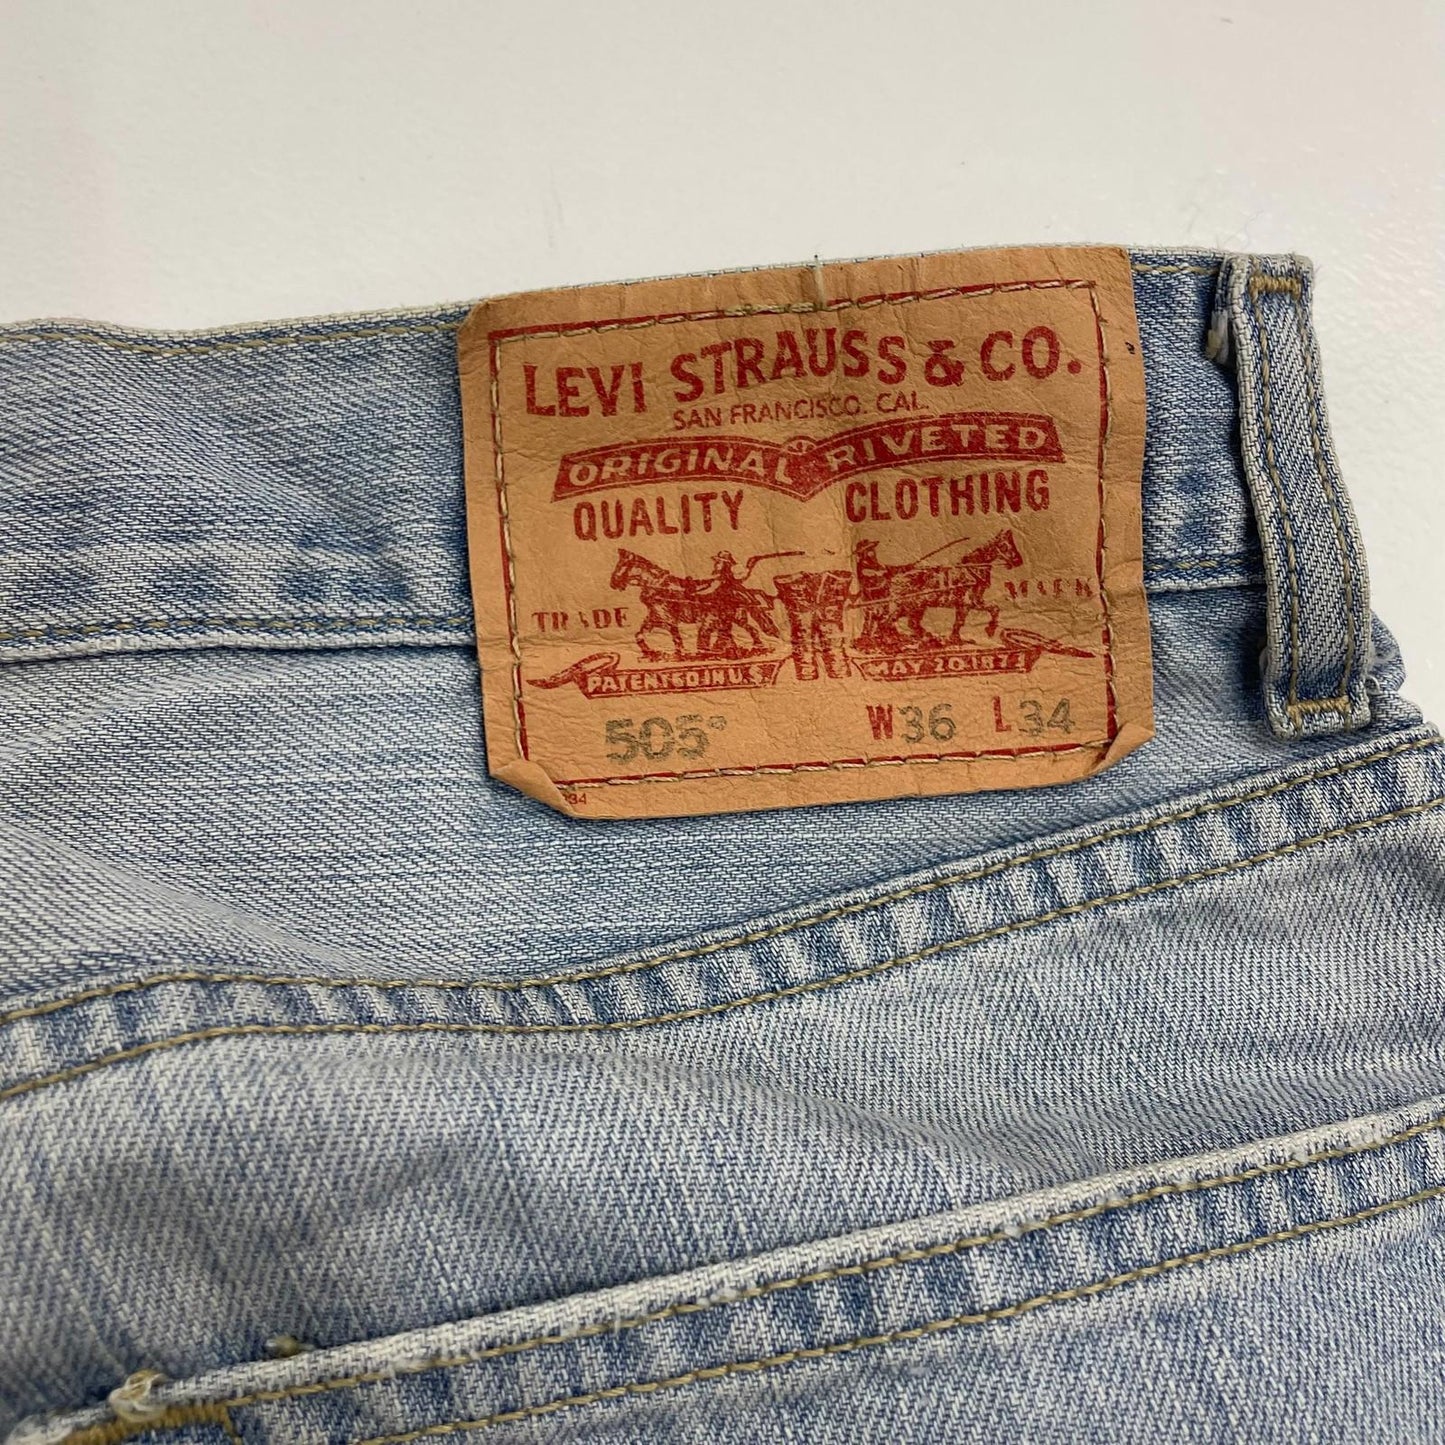 LEVI STRAUSS & CO.
SAN FRANCISCO. CAL.
ORIGINAL RIVETED
QUALITY CLOTHING
TRADE MARK
PATENTED IN U.S. MAY 20 1873
505° W36 L34